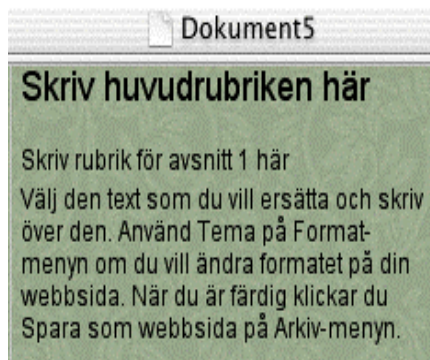 Dokument5
Skriv huvudrubriken här
Skriv rubrik för avsnitt 1 här
Välj den text som du vill ersätta och skriv
över den. Använd Tema på Format-
menyn om du vill ändra formatet på din
webbsida. När du är färdig klickar du
Spara som webbsida på Arkiv-menyn.